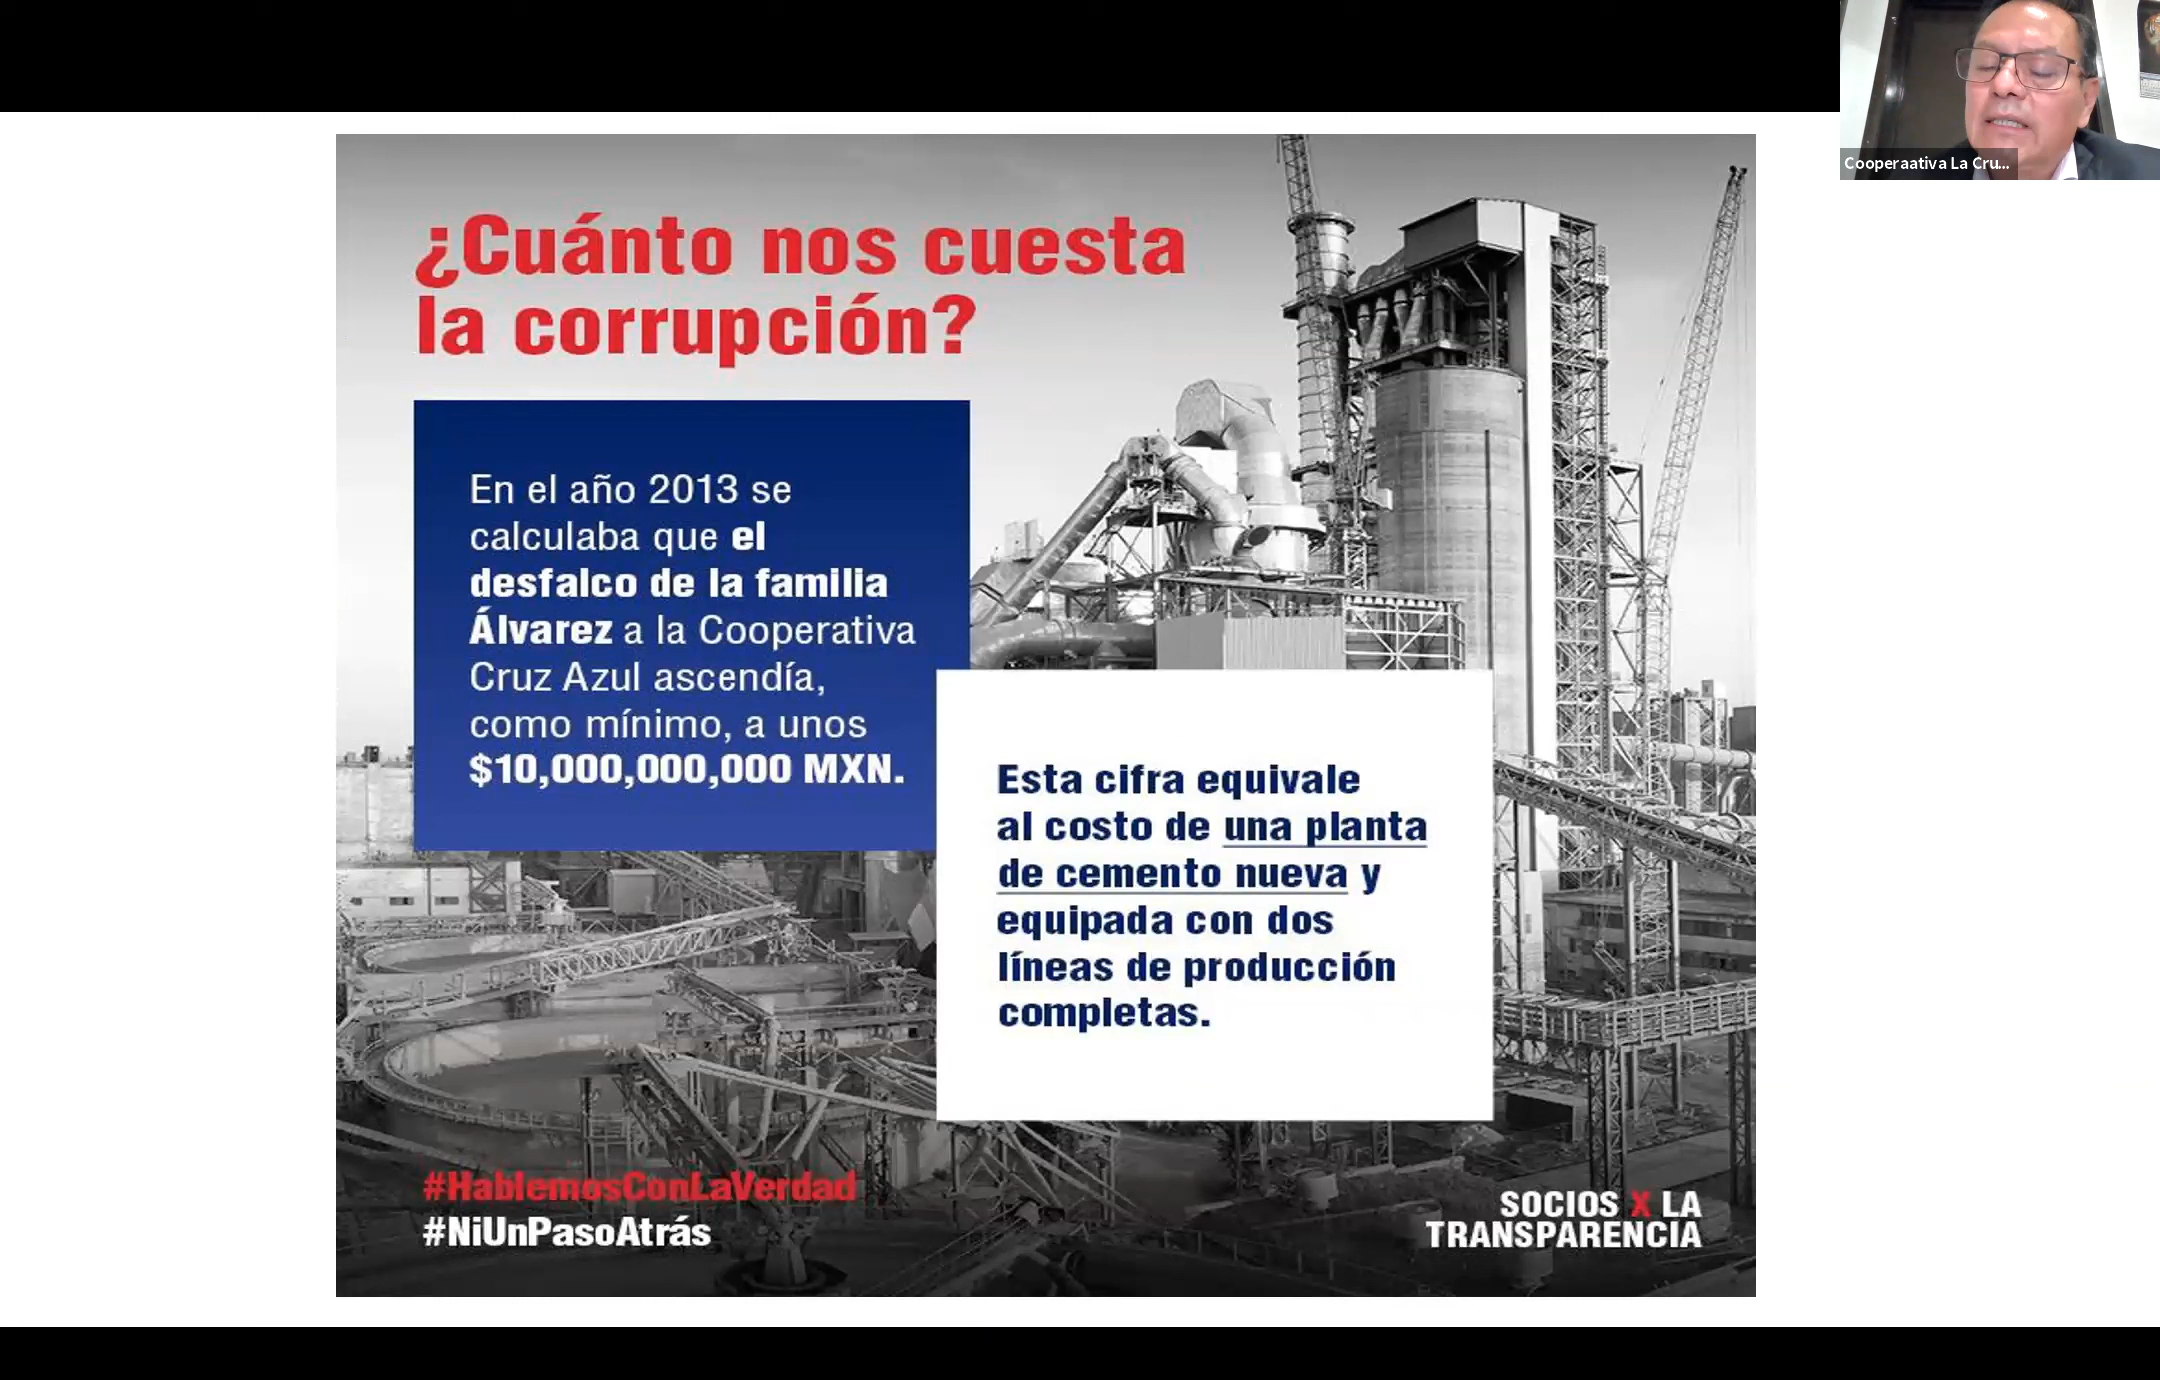 Cooperaativa La Cru...
¿Cuánto nos cuesta
la corrupción?
En el año 2013 se
calculaba que el
desfalco de la familia
Álvarez a la Cooperativa
Cruz Azul ascendía,
como mínimo, a unos
$10,000,000,000 MXN.
Esta cifra equivale
al costo de una planta
de cemento nueva y
equipada con dos
líneas de producción
completas.
#HablemosConLaVerdad
#NiUnPasoAtrás
SOCIOS X LA
TRANSPARENCIA